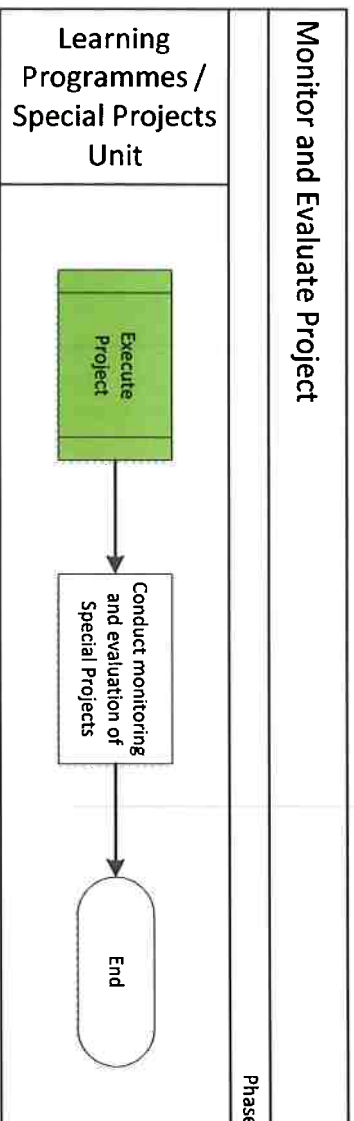 Monitor and Evaluate Project
Phase
Learning
Programmes /
Special Projects
Unit
Execute
Project
Conduct monitoring
and evaluation of
Special Projects
End